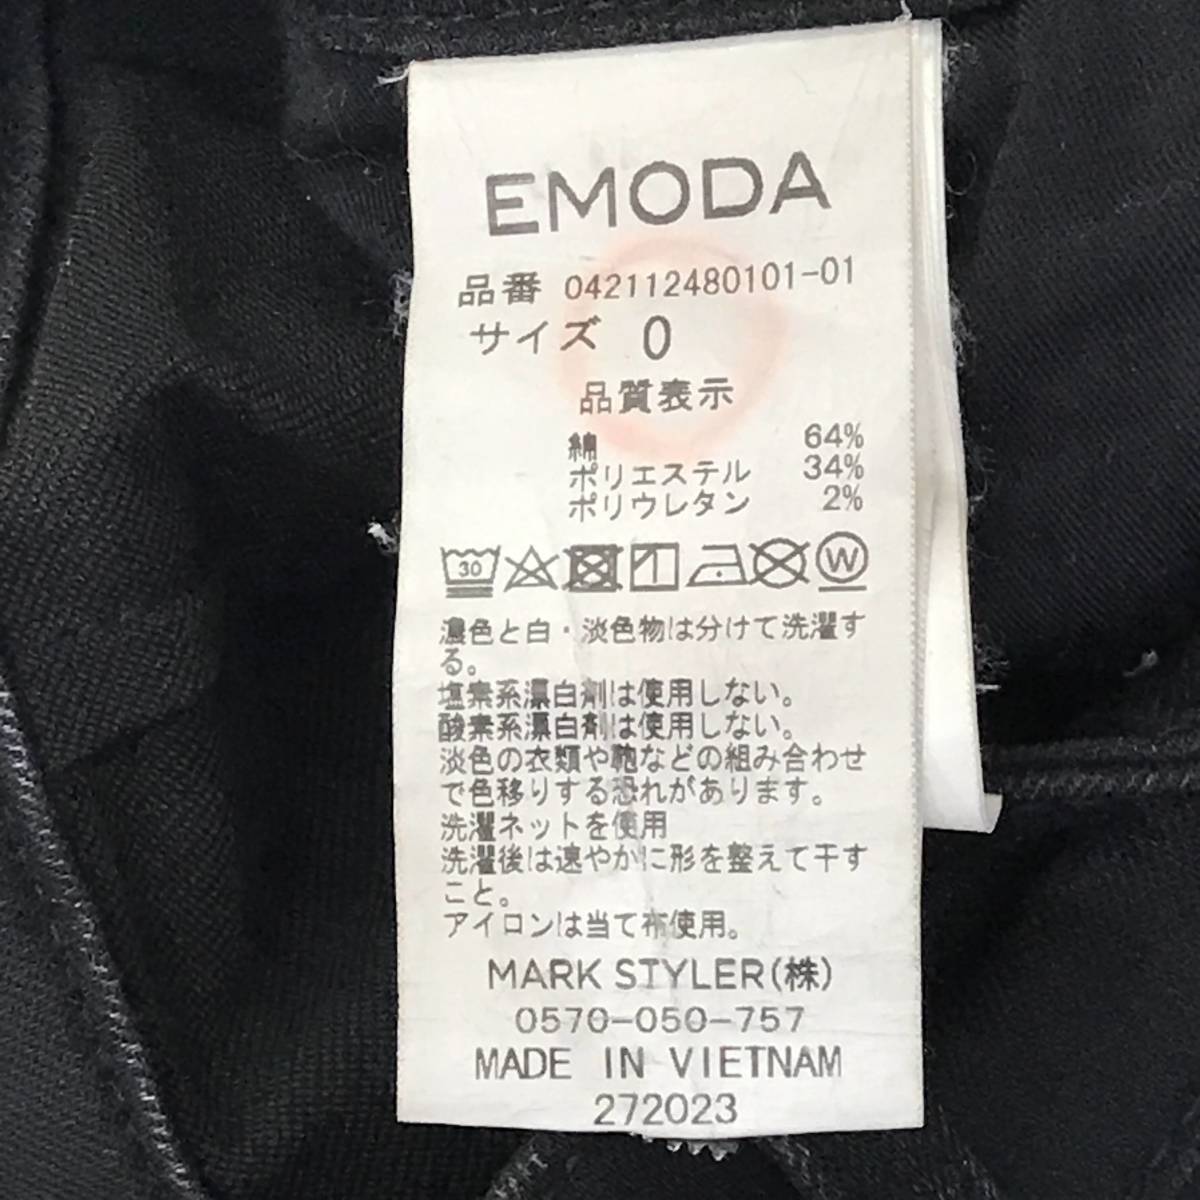 EMODA
品番 042112480101-01
サイズ 0
品質表示
綿 64%
ポリエステル 34%
ポリウレタン 2%
30 W
濃色と白・淡色物は分けて洗濯す
る。
塩素系漂白剤は使用しない。
酸素系漂白剤は使用しない。
淡色の衣類や鞄などの組み合わせ
で色移りする恐れがあります。
洗濯ネットを使用
洗濯後は速やかに形を整えて干す
こと。
アイロンは当て布使用。
MARK STYLER(株)
0570-050-757
MADE IN VIETNAM
272023